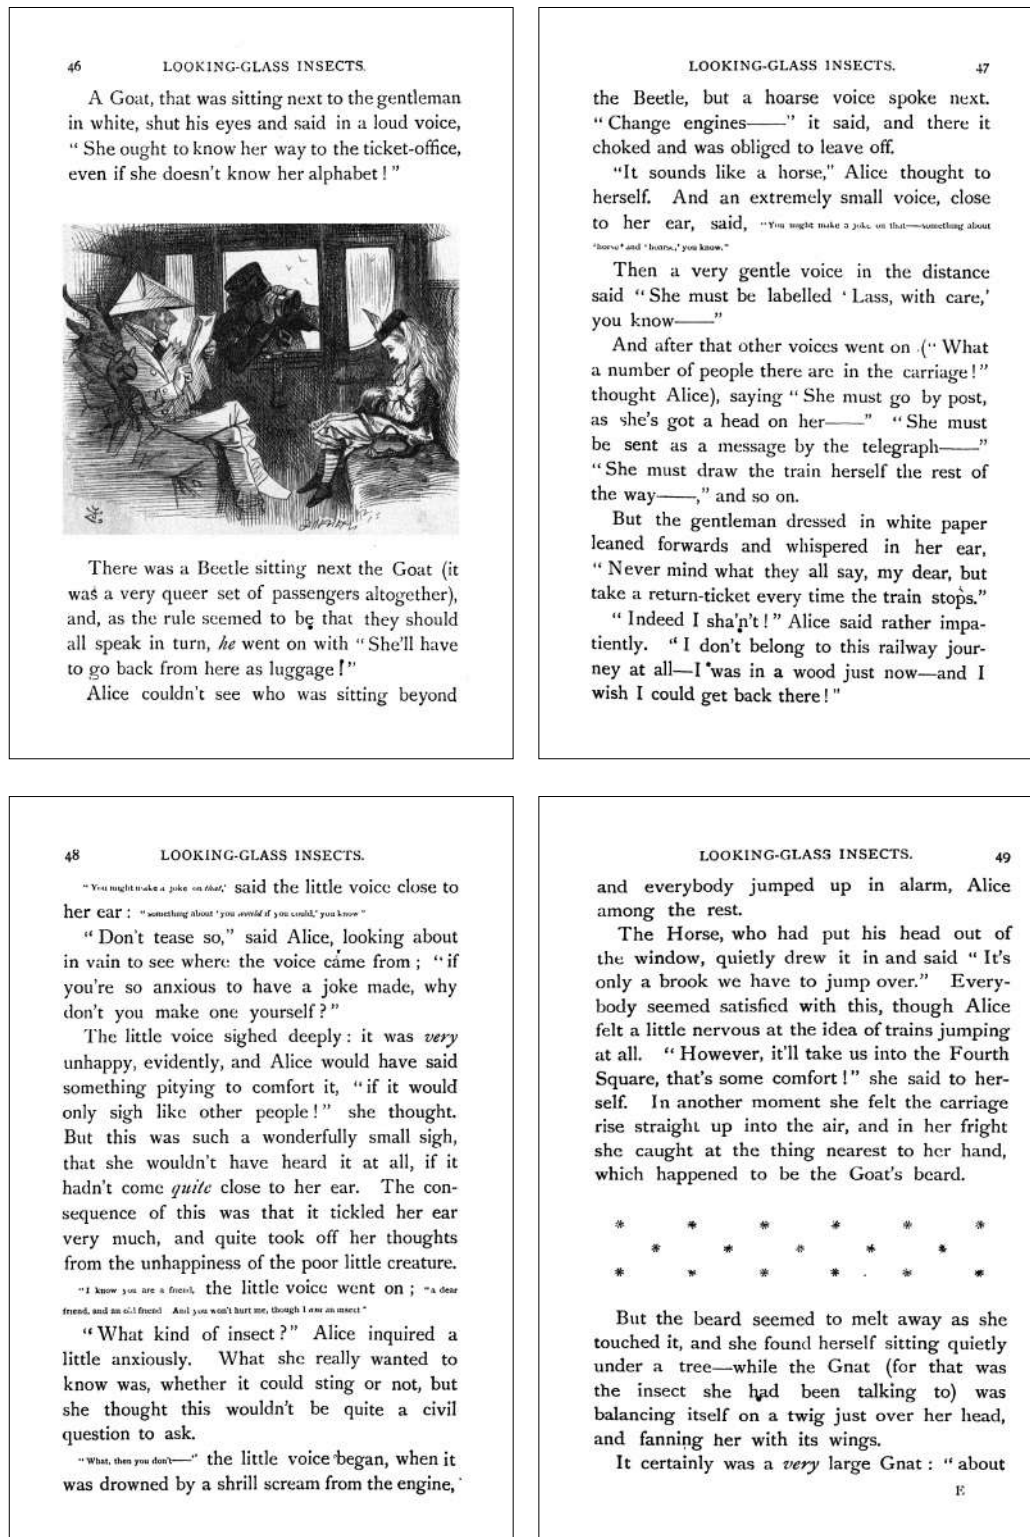 46 LOOKING-GLASS INSECTS.
A Goat, that was sitting next to the gentleman
in white, shut his eyes and said in a loud voice,
“She ought to know her way to the ticket-office,
even if she doesn't know her alphabet!”
There was a Beetle sitting next the Goat (it
was a very queer set of passengers altogether),
and, as the rule seemed to be that they should
all speak in turn, he went on with “She'll have
to go back from here as luggage!”
Alice couldn't see who was sitting beyond
LOOKING-GLASS INSECTS. 47
the Beetle, but a hoarse voice spoke next.
“Change engines——” it said, and there it
choked and was obliged to leave off.
“It sounds like a horse,” Alice thought to
herself. And an extremely small voice, close
to her ear, said, “You might make a joke on that—something about
‘horse’ and ‘hoarse,’ you know.”
Then a very gentle voice in the distance
said “She must be labelled ‘Lass, with care,’
you know——”
And after that other voices went on (“What
a number of people there are in the carriage!”
thought Alice), saying “She must go by post,
as she's got a head on her——” “She must
be sent as a message by the telegraph——”
“She must draw the train herself the rest of
the way——,” and so on.
But the gentleman dressed in white paper
leaned forwards and whispered in her ear,
“Never mind what they all say, my dear, but
take a return-ticket every time the train stops.”
“Indeed I sha'n't!” Alice said rather impa-
tiently. “I don't belong to this railway jour-
ney at all—I was in a wood just now—and I
wish I could get back there!”
48 LOOKING-GLASS INSECTS.
“You might make a joke on that,” said the little voice close to
her ear: “something about ‘you would if you could,’ you know”
“Don't tease so,” said Alice, looking about
in vain to see where the voice came from; “if
you're so anxious to have a joke made, why
don't you make one yourself?”
The little voice sighed deeply: it was very
unhappy, evidently, and Alice would have said
something pitying to comfort it, “if it would
only sigh like other people!” she thought.
But this was such a wonderfully small sigh,
that she wouldn't have heard it at all, if it
hadn't come quite close to her ear. The con-
sequence of this was that it tickled her ear
very much, and quite took off her thoughts
from the unhappiness of the poor little creature.
“I know you are a friend, the little voice went on; “a dear
friend, and an old friend And you won't hurt me, though I am an insect”
“What kind of insect?” Alice inquired a
little anxiously. What she really wanted to
know was, whether it could sting or not, but
she thought this wouldn't be quite a civil
question to ask.
“What, then you don't——” the little voice began, when it
was drowned by a shrill scream from the engine,
LOOKING-GLASS INSECTS. 49
and everybody jumped up in alarm, Alice
among the rest.
The Horse, who had put his head out of
the window, quietly drew it in and said “It's
only a brook we have to jump over.” Every-
body seemed satisfied with this, though Alice
felt a little nervous at the idea of trains jumping
at all. “However, it'll take us into the Fourth
Square, that's some comfort!” she said to her-
self. In another moment she felt the carriage
rise straight up into the air, and in her fright
she caught at the thing nearest to her hand,
which happened to be the Goat's beard.
* * * * * *
* * * * *
* * * * * *
But the beard seemed to melt away as she
touched it, and she found herself sitting quietly
under a tree—while the Gnat (for that was
the insect she had been talking to) was
balancing itself on a twig just over her head,
and fanning her with its wings.
It certainly was a very large Gnat: “about
E